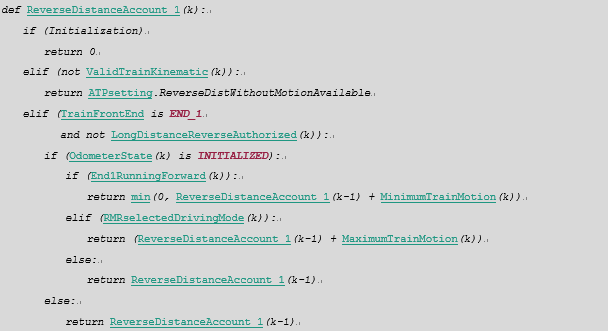 def ReverseDistanceAccount_1(k):
if (Initialization)
return 0
elif (not ValidTrainKinematic(k)):
return ATPsetting.ReverseDistWithoutMotionAvailable
elif (TrainFrontEnd is END_1
and not LongDistanceReverseAuthorized(k)):
if (OdometerState(k) is INITIALIZED):
if (End1RunningForward(k)):
return min(0, ReverseDistanceAccount_1(k-1) + MinimumTrainMotion(k))
elif (RMRselectedDrivingMode(k)):
return (ReverseDistanceAccount_1(k-1) + MaximumTrainMotion(k))
else:
return ReverseDistanceAccount_1(k-1)
else:
return ReverseDistanceAccount_1(k-1)